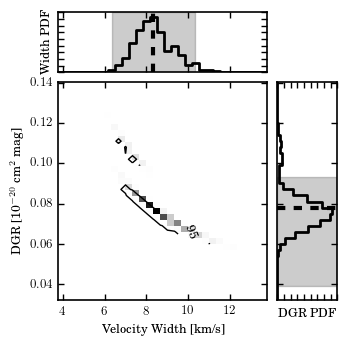 Width PDF
0.14
0.12
0.10
0.08
0.06
0.04
DGR [10⁻²⁰ cm² mag]
95
4 6 8 10 12
Velocity Width [km/s]
DGR PDF